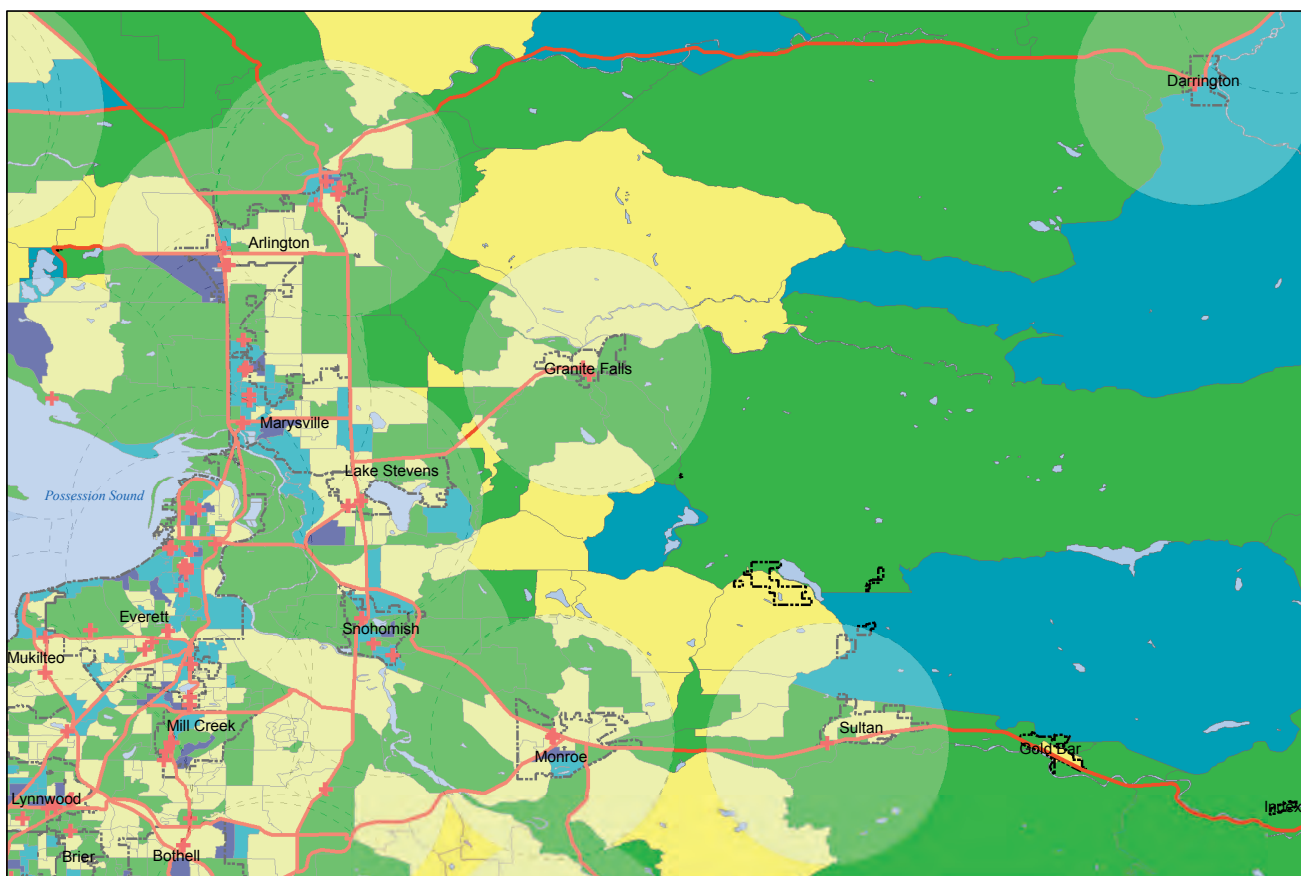 Darrington
Arlington
Granite Falls
Marysville
Lake Stevens
Possession Sound
Everett
Snohomish
Mukilteo
Mill Creek
Sultan
Monroe
Gold Bar
Lynnwood
Index
Brier
Bothell